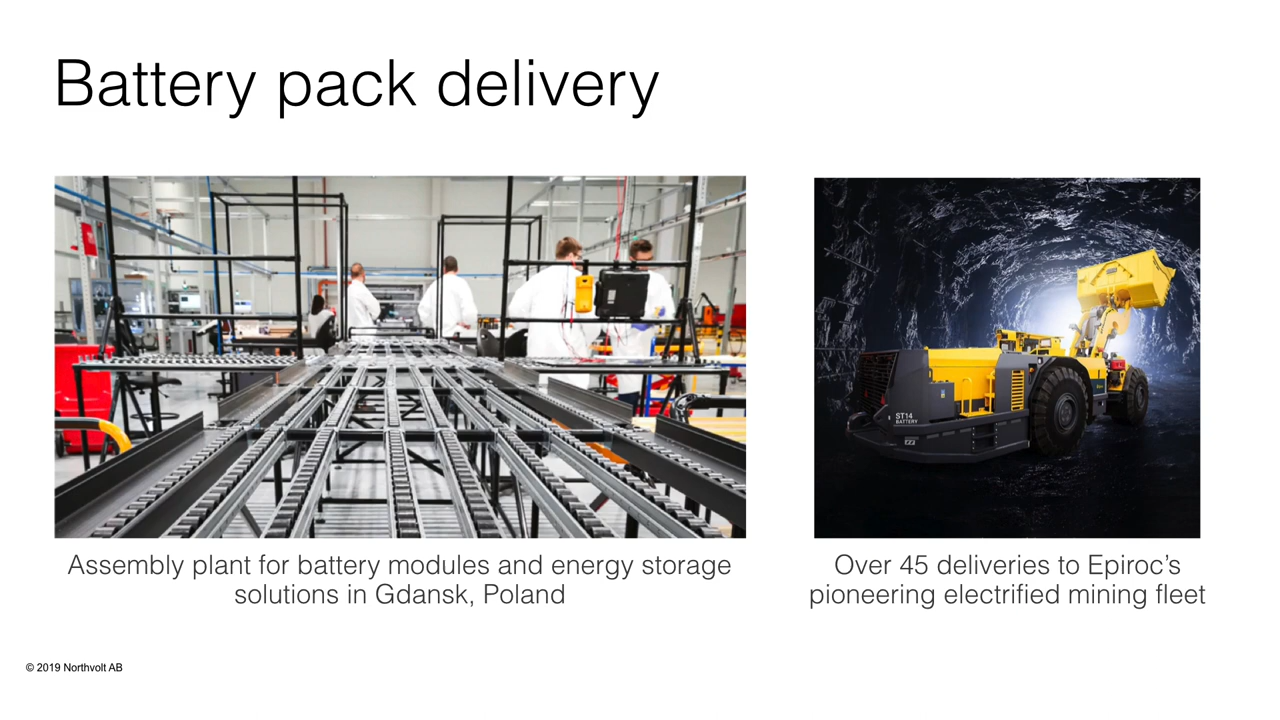 Battery pack delivery
ST14
BATTERY
Assembly plant for battery modules and energy storage
solutions in Gdansk, Poland
Over 45 deliveries to Epiroc’s
pioneering electrified mining fleet
© 2019 Northvolt AB